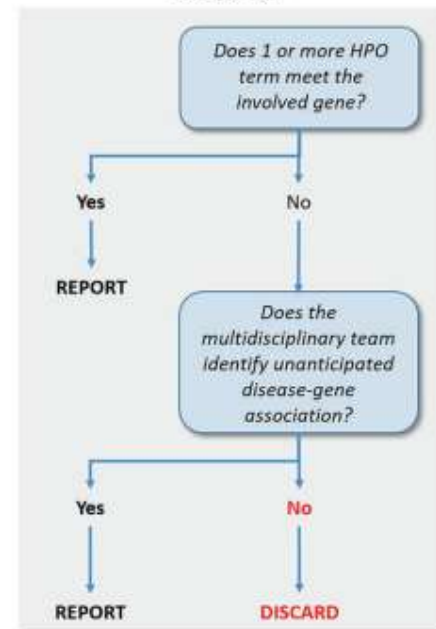 Does 1 or more HPO
term meet the
involved gene?
Yes
No
REPORT
Does the
multidisciplinary team
identify unanticipated
disease-gene
association?
Yes
No
REPORT
DISCARD